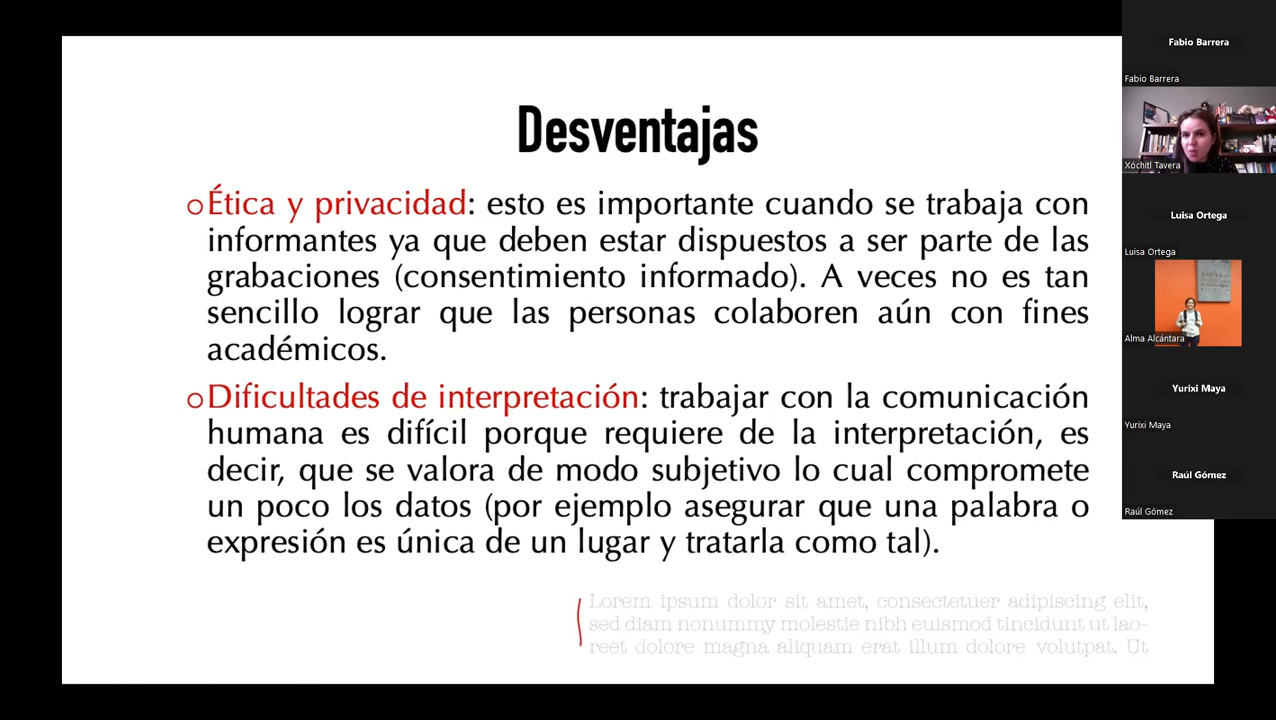 Desventajas
oÉtica y privacidad: esto es importante cuando se trabaja con
informantes ya que deben estar dispuestos a ser parte de las
grabaciones (consentimiento informado). A veces no es tan
sencillo lograr que las personas colaboren aún con fines
académicos.
oDificultades de interpretación: trabajar con la comunicación
humana es difícil porque requiere de la interpretación, es
decir, que se valora de modo subjetivo lo cual compromete
un poco los datos (por ejemplo asegurar que una palabra o
expresión es única de un lugar y tratarla como tal).
Lorem ipsum dolor sit amet, consectetuer adipiscing elit,
sed diam nonummy molestie nibh euismod tincidunt ut lao-
reet dolore magna aliquam erat illum dolore volutpat. Ut
Fabio Barrera
Fabio Barrera
Xóchitl Tavera
Luisa Ortega
Luisa Ortega
Alma Alcántara
Yurixi Maya
Yurixi Maya
Raúl Gómez
Raúl Gómez